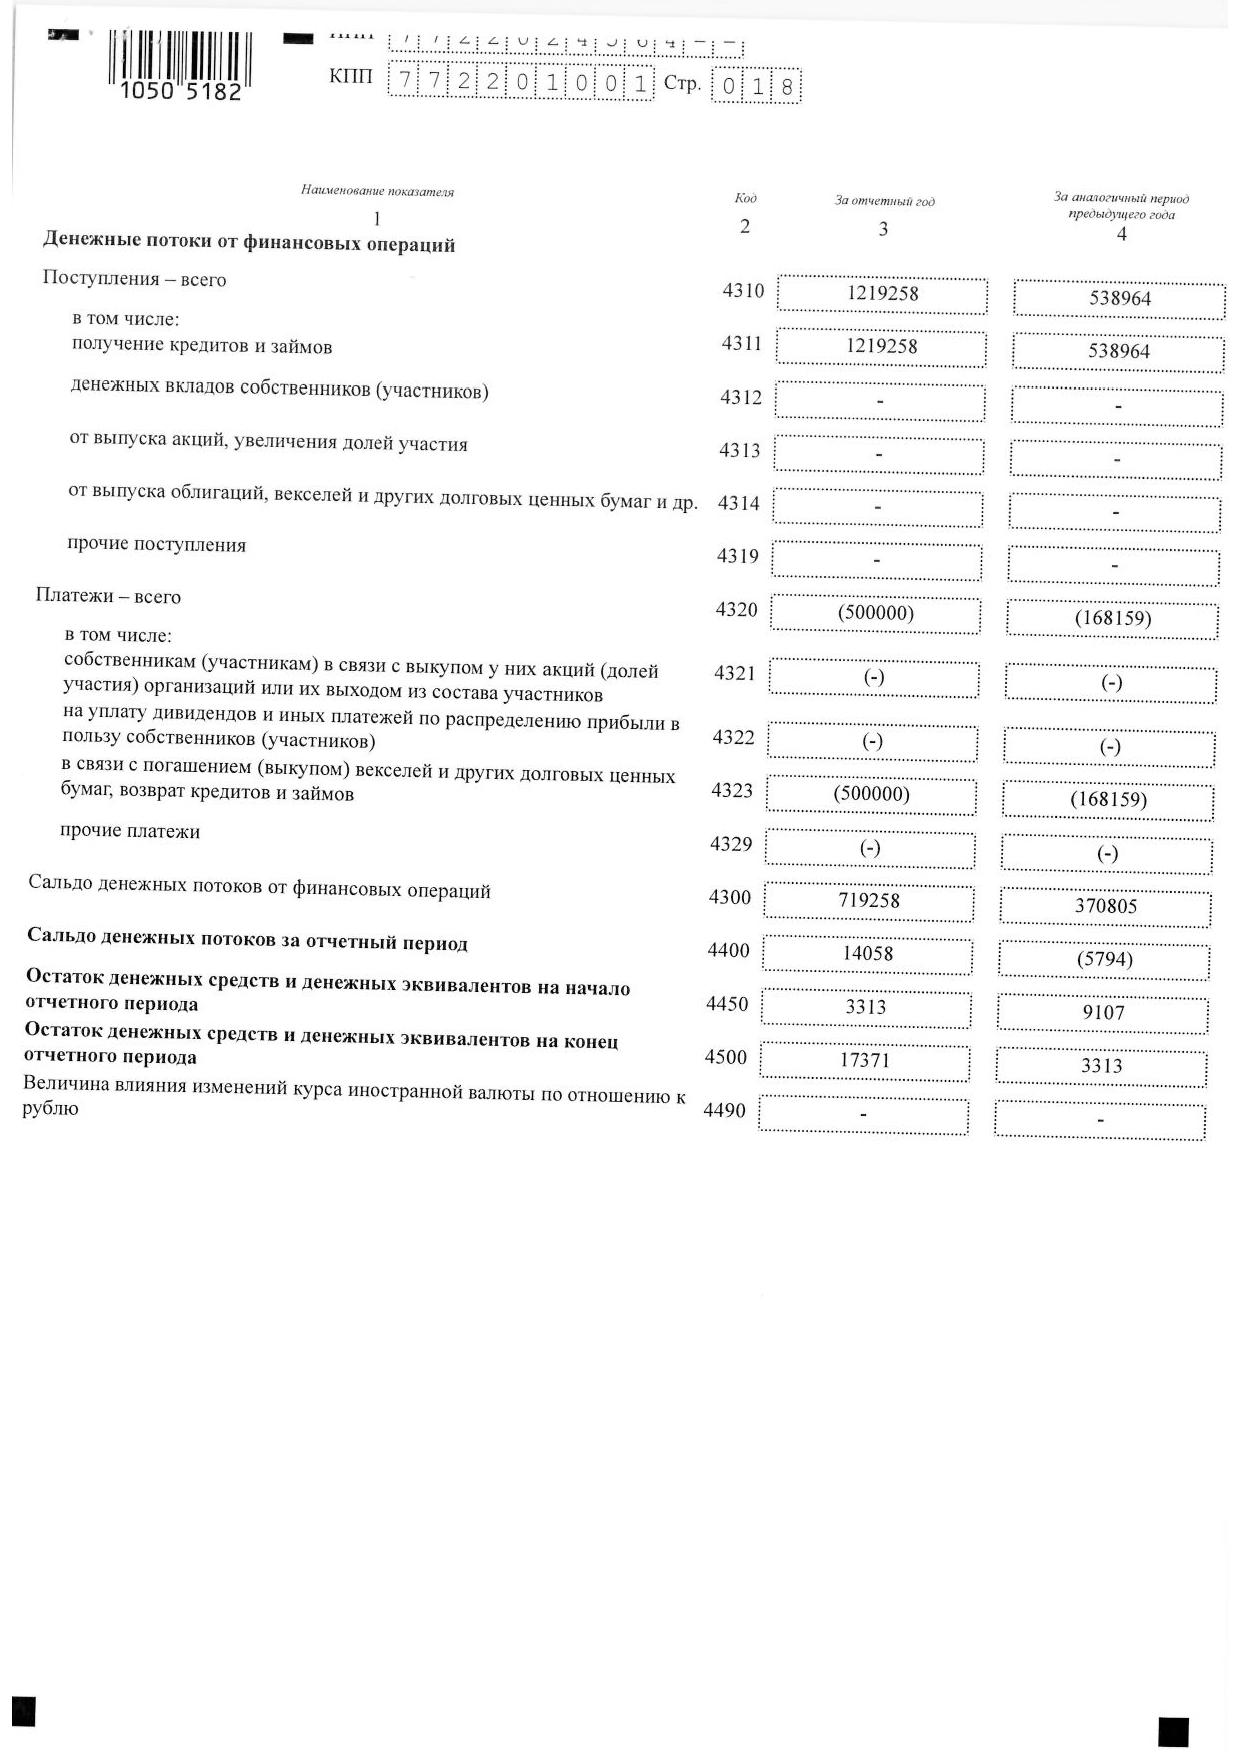 1050 5182
КПП 772201001 Стр. 018
Наименование показателя Код За отчетный год За аналогичный период предыдущего года
1 2 3 4
Денежные потоки от финансовых операций
Поступления – всего 4310 1219258 538964
в том числе:
получение кредитов и займов 4311 1219258 538964
денежных вкладов собственников (участников) 4312 - -
от выпуска акций, увеличения долей участия 4313 - -
от выпуска облигаций, векселей и других долговых ценных бумаг и др. 4314 - -
прочие поступления 4319 - -
Платежи – всего 4320 (500000) (168159)
в том числе:
собственникам (участникам) в связи с выкупом у них акций (долей
участия) организаций или их выходом из состава участников 4321 (-) (-)
на уплату дивидендов и иных платежей по распределению прибыли в
пользу собственников (участников) 4322 (-) (-)
в связи с погашением (выкупом) векселей и других долговых ценных
бумаг, возврат кредитов и займов 4323 (500000) (168159)
прочие платежи 4329 (-) (-)
Сальдо денежных потоков от финансовых операций 4300 719258 370805
Сальдо денежных потоков за отчетный период 4400 14058 (5794)
Остаток денежных средств и денежных эквивалентов на начало
отчетного периода 4450 3313 9107
Остаток денежных средств и денежных эквивалентов на конец
отчетного периода 4500 17371 3313
Величина влияния изменений курса иностранной валюты по отношению к
рублю 4490 - -